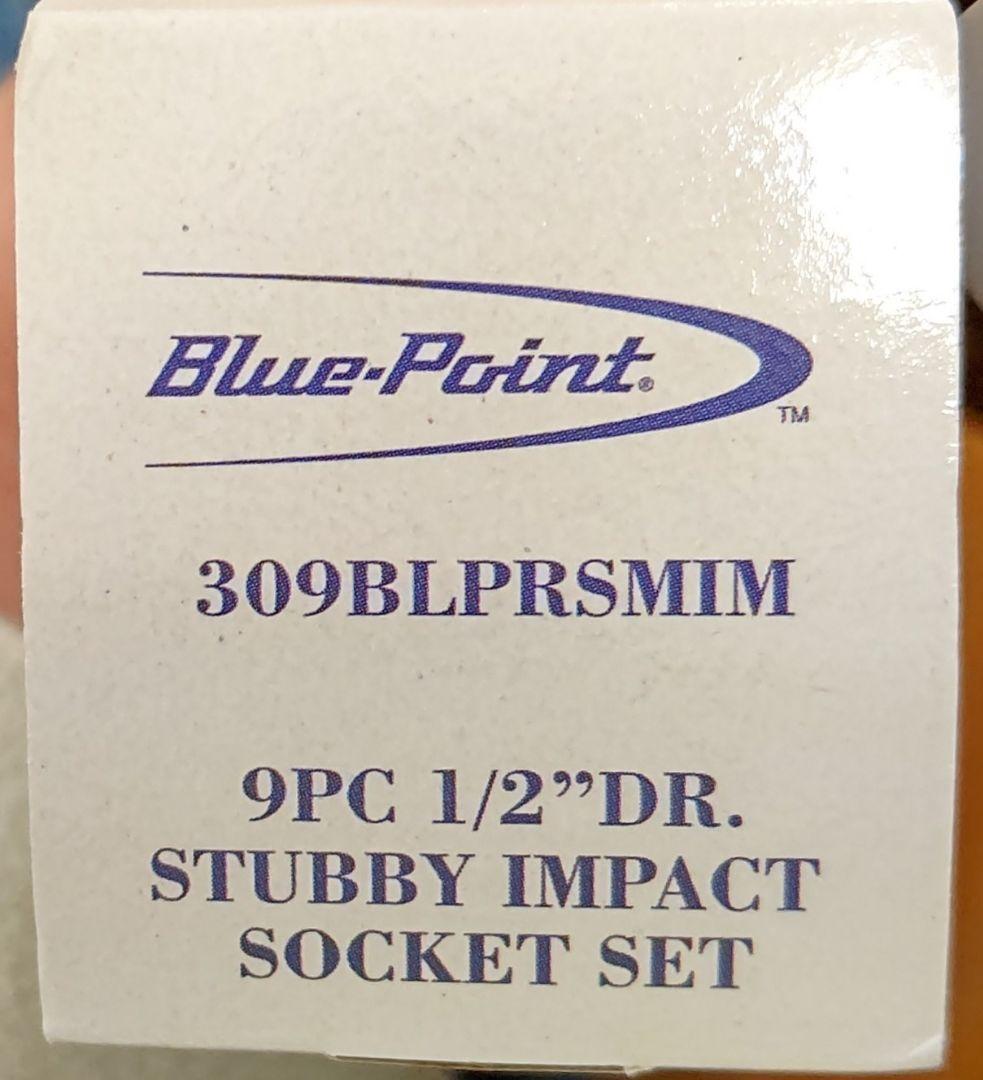 Blue-Point®
TM
309BLPRSMIM
9PC 1/2”DR.
STUBBY IMPACT
SOCKET SET